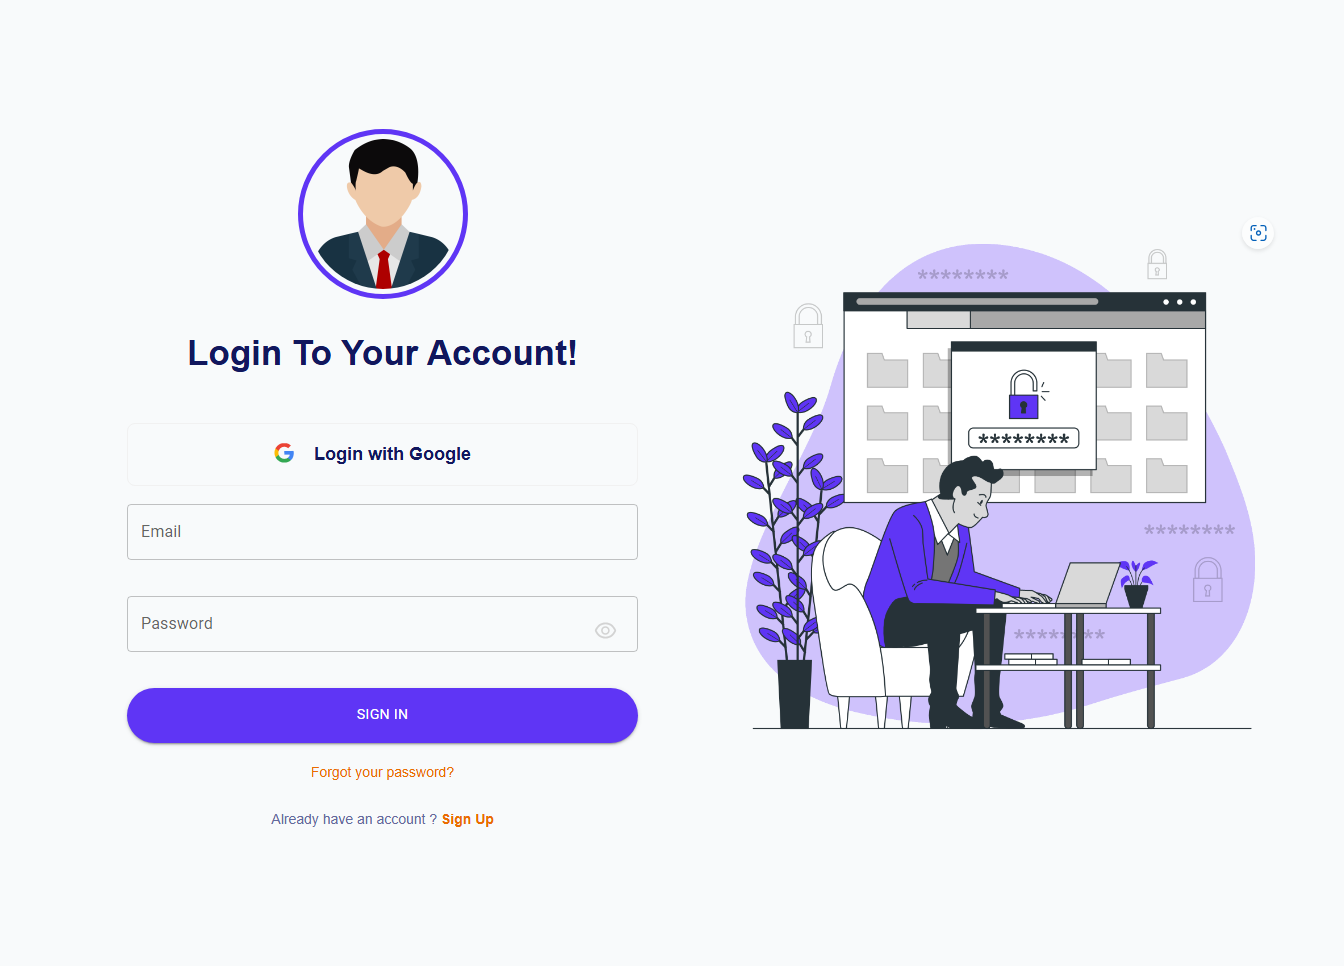 Login To Your Account!
Login with Google
Email
Password
SIGN IN
Forgot your password?
Already have an account ? Sign Up
********
********
********
********